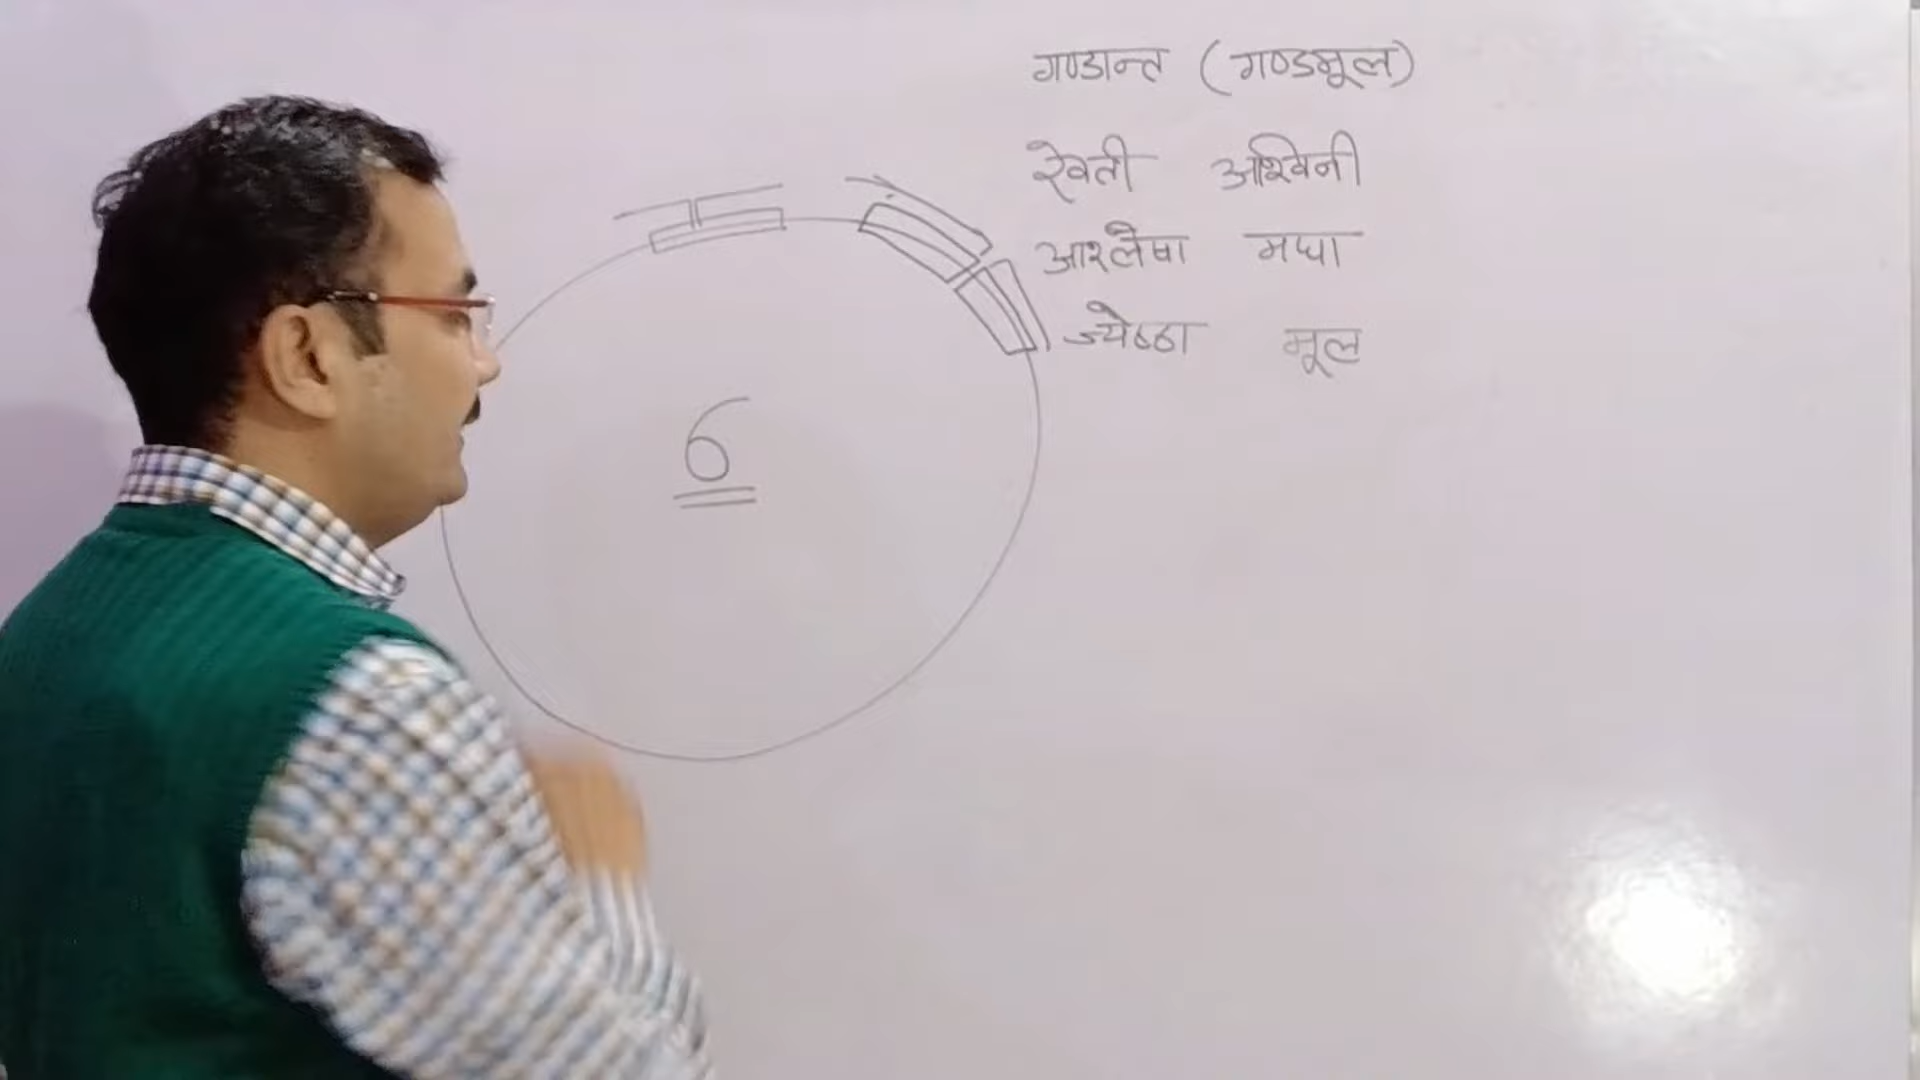 गण्डान्त (गण्डमूल)
रेवती अश्विनी
आश्लेषा मघा
ज्येष्ठा मूल
6